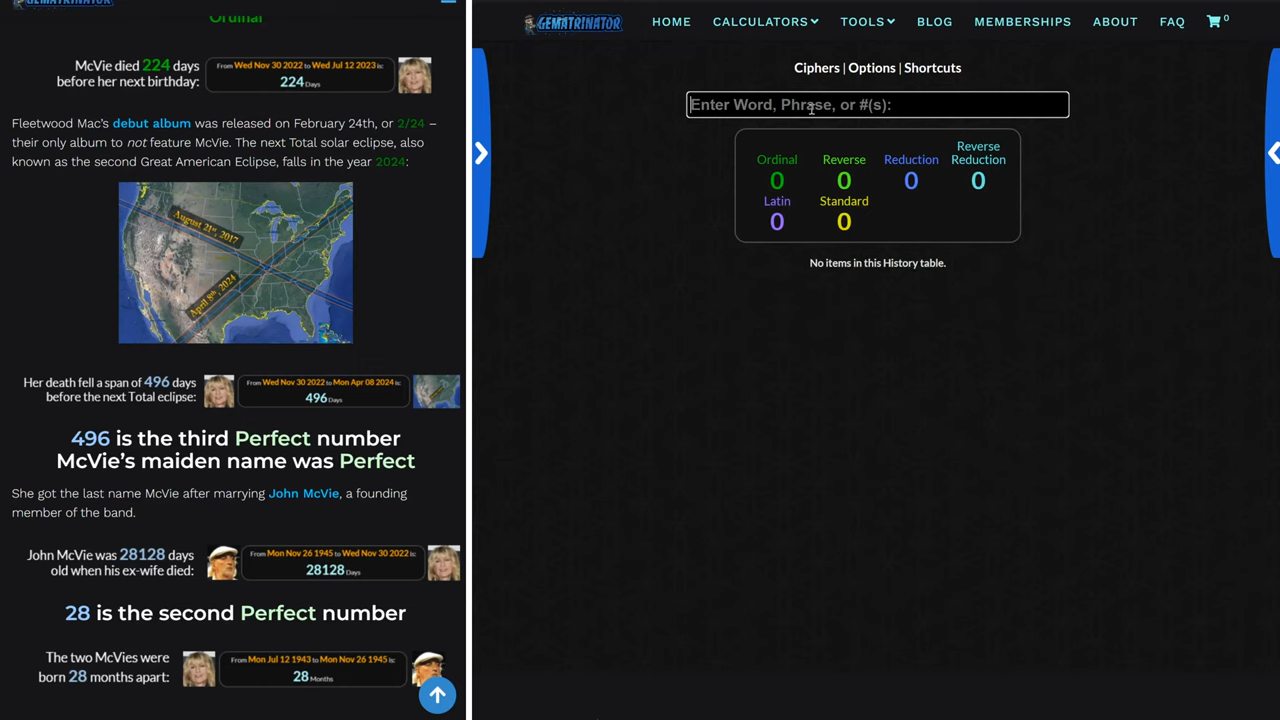 Ordinal
McVie died 224 days
before her next birthday:
From Wed Nov 30 2022 to Wed Jul 12 2023 is:
224 Days
Fleetwood Mac's debut album was released on February 24th, or 2/24 –
their only album to not feature McVie. The next Total solar eclipse, also
known as the second Great American Eclipse, falls in the year 2024:
August 21st, 2017
April 8th, 2024
Her death fell a span of 496 days
before the next Total eclipse:
From Wed Nov 30 2022 to Mon Apr 08 2024 is:
496 Days
496 is the third Perfect number
McVie's maiden name was Perfect
She got the last name McVie after marrying John McVie, a founding
member of the band.
John McVie was 28128 days
old when his ex-wife died:
From Mon Nov 26 1945 to Wed Nov 30 2022 is:
28128 Days
28 is the second Perfect number
The two McVies were
born 28 months apart:
From Mon Jul 12 1943 to Mon Nov 26 1945 is:
28 Months
GEMATRINATOR
HOME
CALCULATORS
TOOLS
BLOG
MEMBERSHIPS
ABOUT
FAQ
0
Ciphers | Options | Shortcuts
Enter Word, Phrase, or #(s):
Ordinal
0
Reverse
0
Reduction
0
Reverse
Reduction
0
Latin
0
Standard
0
No items in this History table.